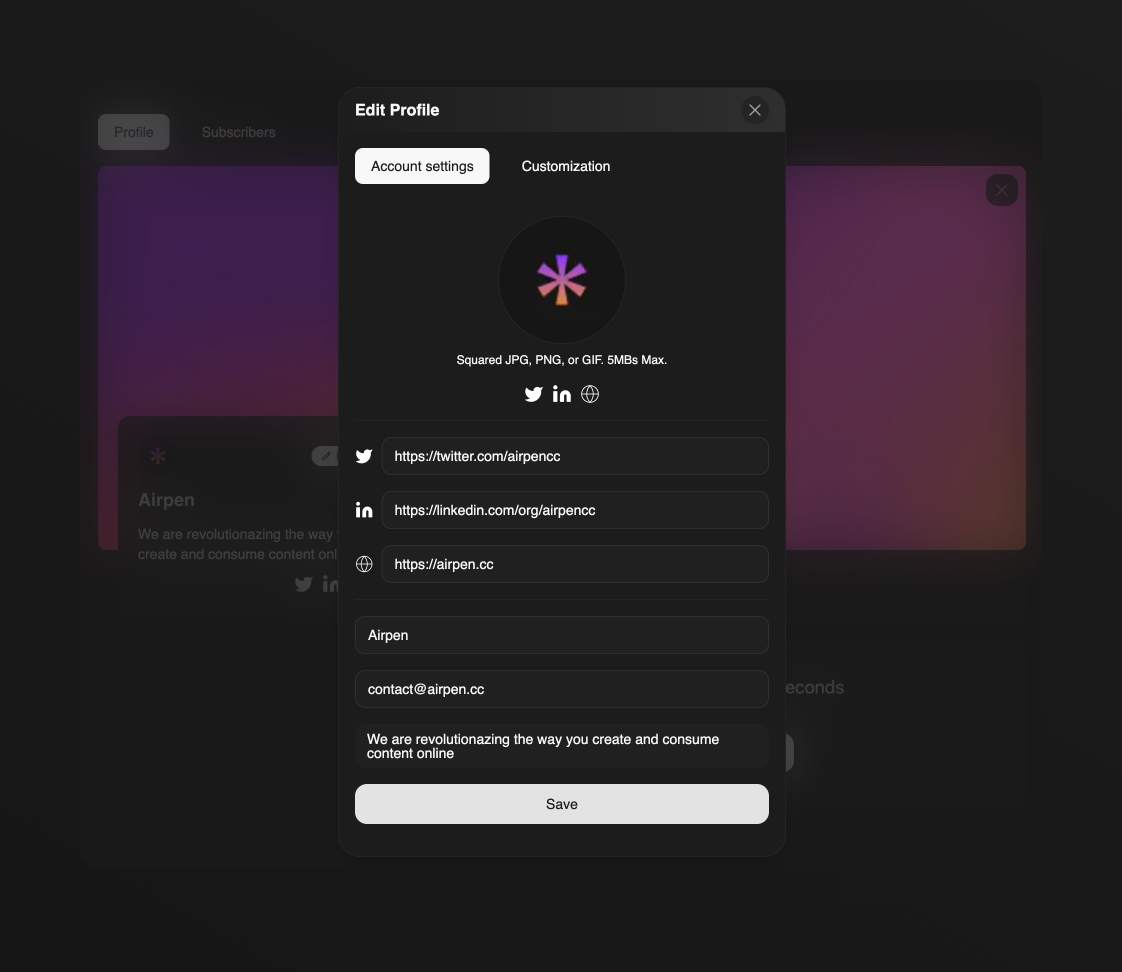 Edit Profile
Profile
Subscribers
Account settings
Customization
Squared JPG, PNG, or GIF. 5MBs Max.
https://twitter.com/airpencc
https://linkedin.com/org/airpencc
https://airpen.cc
Airpen
We are revolutionazing the way
create and consume content onl
Airpen
contact@airpen.cc
econds
We are revolutionazing the way you create and consume
content online
Save